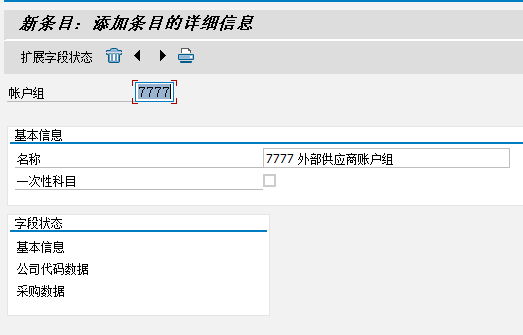 新条目: 添加条目的详细信息
扩展字段状态
帐户组 7777
基本信息
名称 7777 外部供应商账户组
一次性科目
字段状态
基本信息
公司代码数据
采购数据